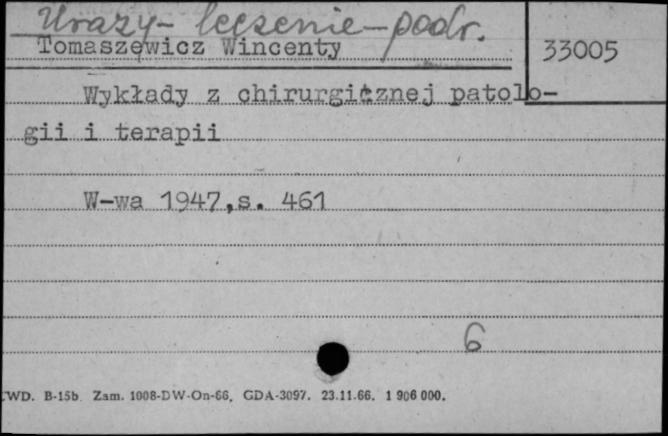 Urazy - leczenie - podr.
Tomaszewicz Wincenty
33005
Wykłady z chirurgicznej patolo-
gii i terapii
W-wa 1947,s. 461
6
WD. B-15b. Zam. 1008-DW-On-66. GDA-3097. 23.11.66. 1 906 000.